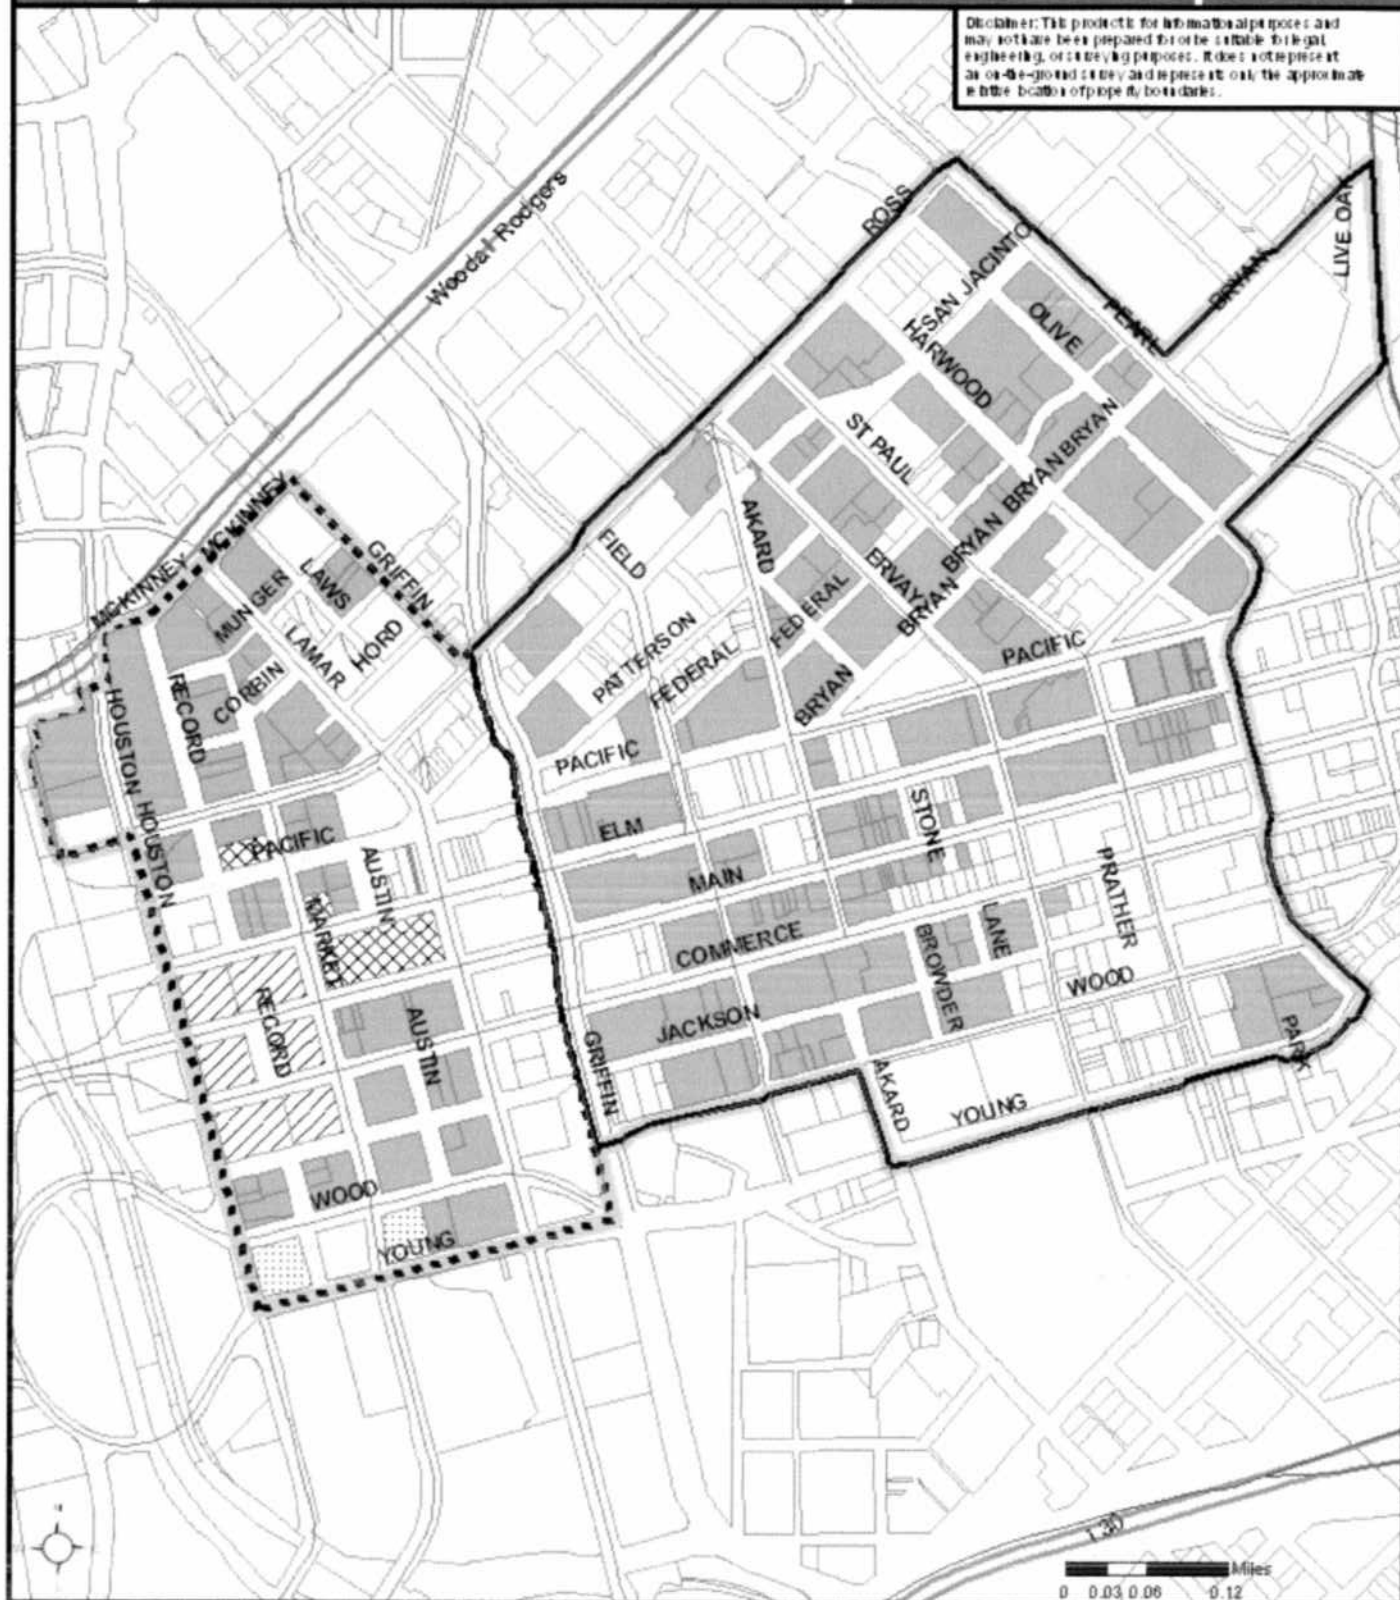 Disclaimer: This product is for informational purposes and
may not have been prepared for or be suitable for legal,
engineering, or surveying purposes. It does not represent
an on-the-ground survey and represents only the approximate
relative location of property boundaries.
Woodall Rodgers
ROSS
SAN JACINTO
LIVE OAK
BRYAN
PEARL
OLIVE
HARWOOD
ST PAUL
BRYAN
BRYAN
BRYAN
AKARD
FIELD
ERVAY
BRYAN
FEDERAL
MCKINNEY
MCKINNEY
GRIFFIN
LAWS
MUNGER
LAMAR
HORD
CORBIN
RECORD
HOUSTON
HOUSTON
PATTERSON
FEDERAL
BRYAN
PACIFIC
PACIFIC
ELM
STONE
PACIFIC
AUSTIN
MARKET
MAIN
PRATHER
COMMERCE
BROWDER
LANE
WOOD
RECORD
AUSTIN
JACKSON
GRIFFIN
PARK
AKARD
YOUNG
WOOD
YOUNG
I 30
Miles
0 0.03 0.06 0.12